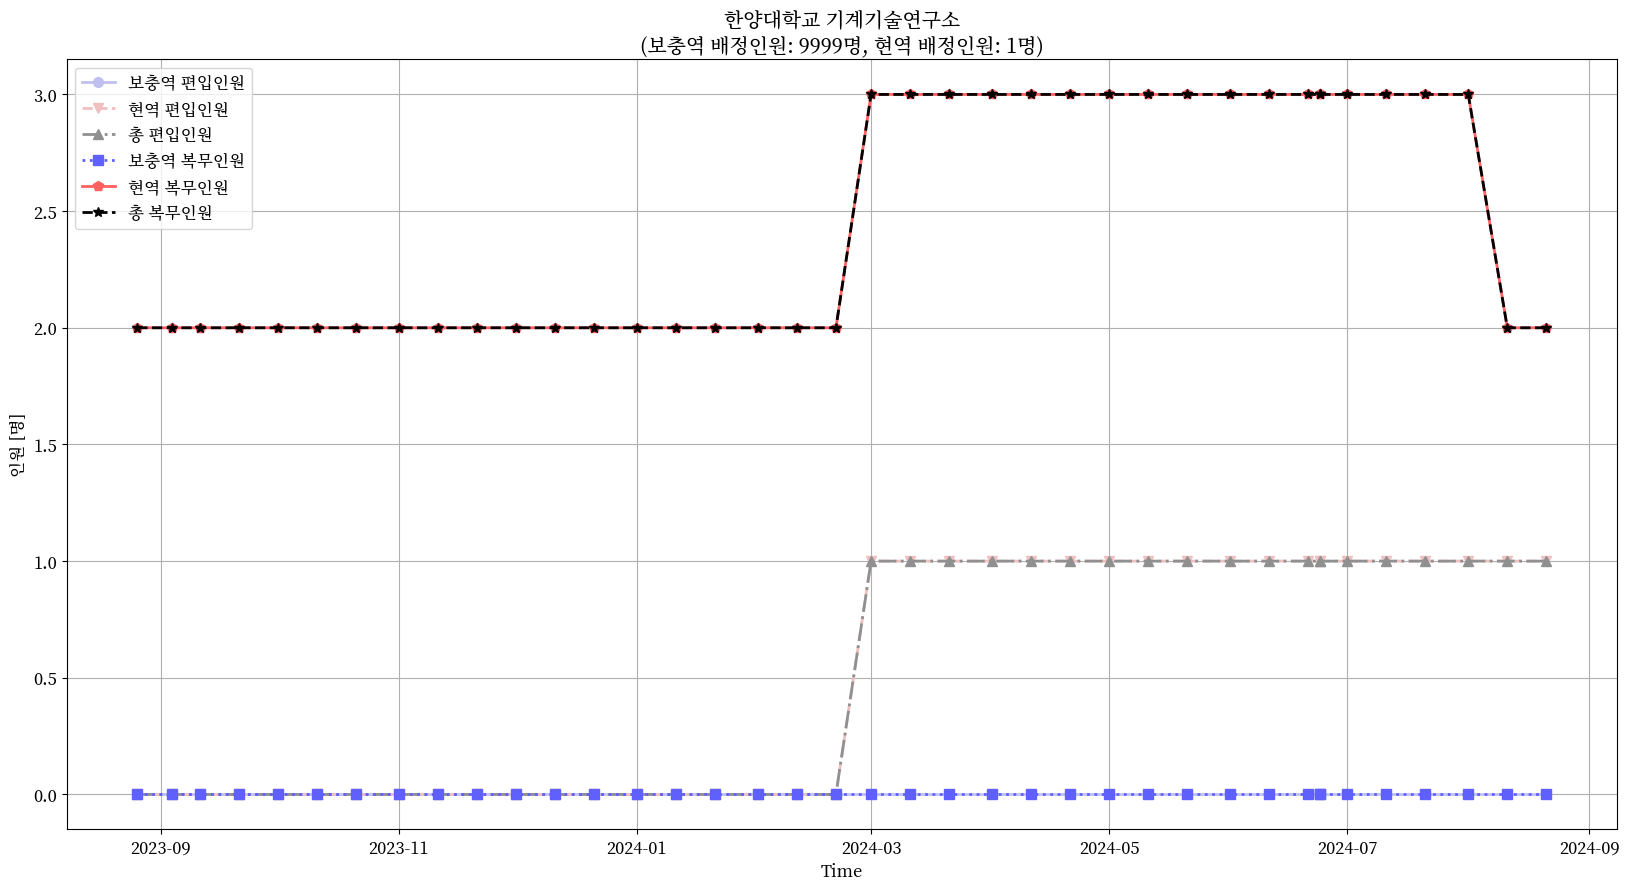 한양대학교 기계기술연구소
(보충역 배정인원: 9999명, 현역 배정인원: 1명)
보충역 편입인원
현역 편입인원
총 편입인원
보충역 복무인원
현역 복무인원
총 복무인원
3.0
2.5
2.0
1.5
1.0
0.5
0.0
인원 [명]
2023-09
2023-11
2024-01
2024-03
2024-05
2024-07
2024-09
Time